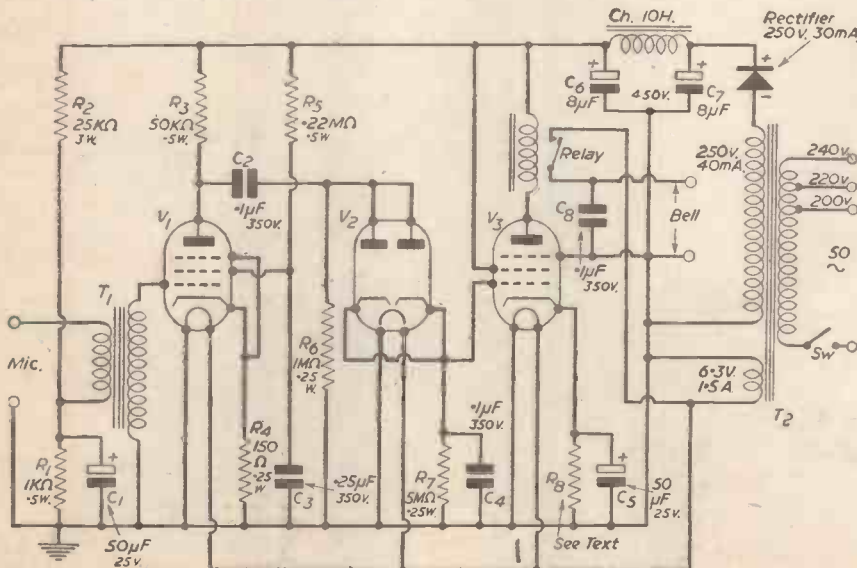 Ch. 10H.
Rectifier
250V. 30mA.
+
-
R2
25KΩ
3W.
R3
50KΩ
·5W.
R5
·22MΩ
·5W.
C2
·1µF
350V.
C6
8µF
+
450V.
+
C7
8µF
Relay
C8
·1µF
350V.
Bell
250V.
40mA.
240V
220V
200V
50
~
Sw
6·3V.
1·5A
T2
V1
V2
V3
T1
Mic.
R1
1KΩ
·5W.
+
C1
50µF
25V.
R4
150
Ω
·25
W
C3
·25µF
350V.
R6
1MΩ
·25
W.
R7
5MΩ
·25W.
·1µF
350V.
C4
R8
See Text
+
C5
50
µF
25V.